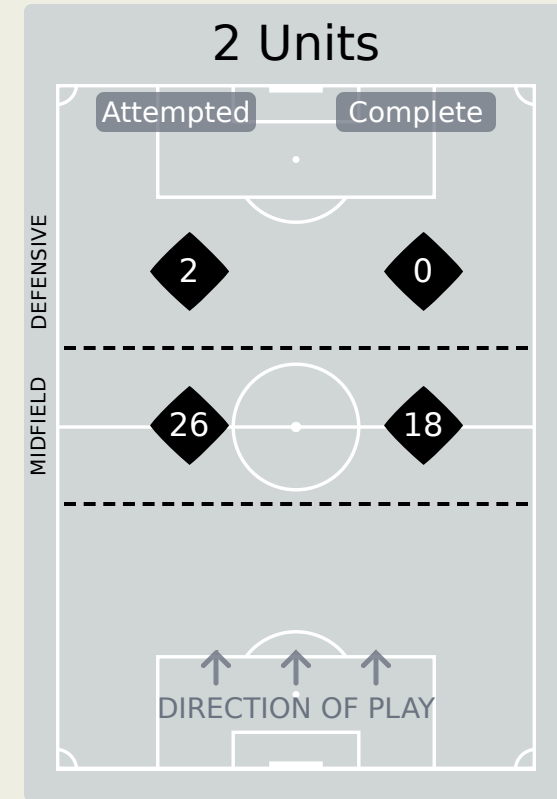 2 Units
Attempted Complete
DEFENSIVE
2 0
MIDFIELD
26 18
DIRECTION OF PLAY